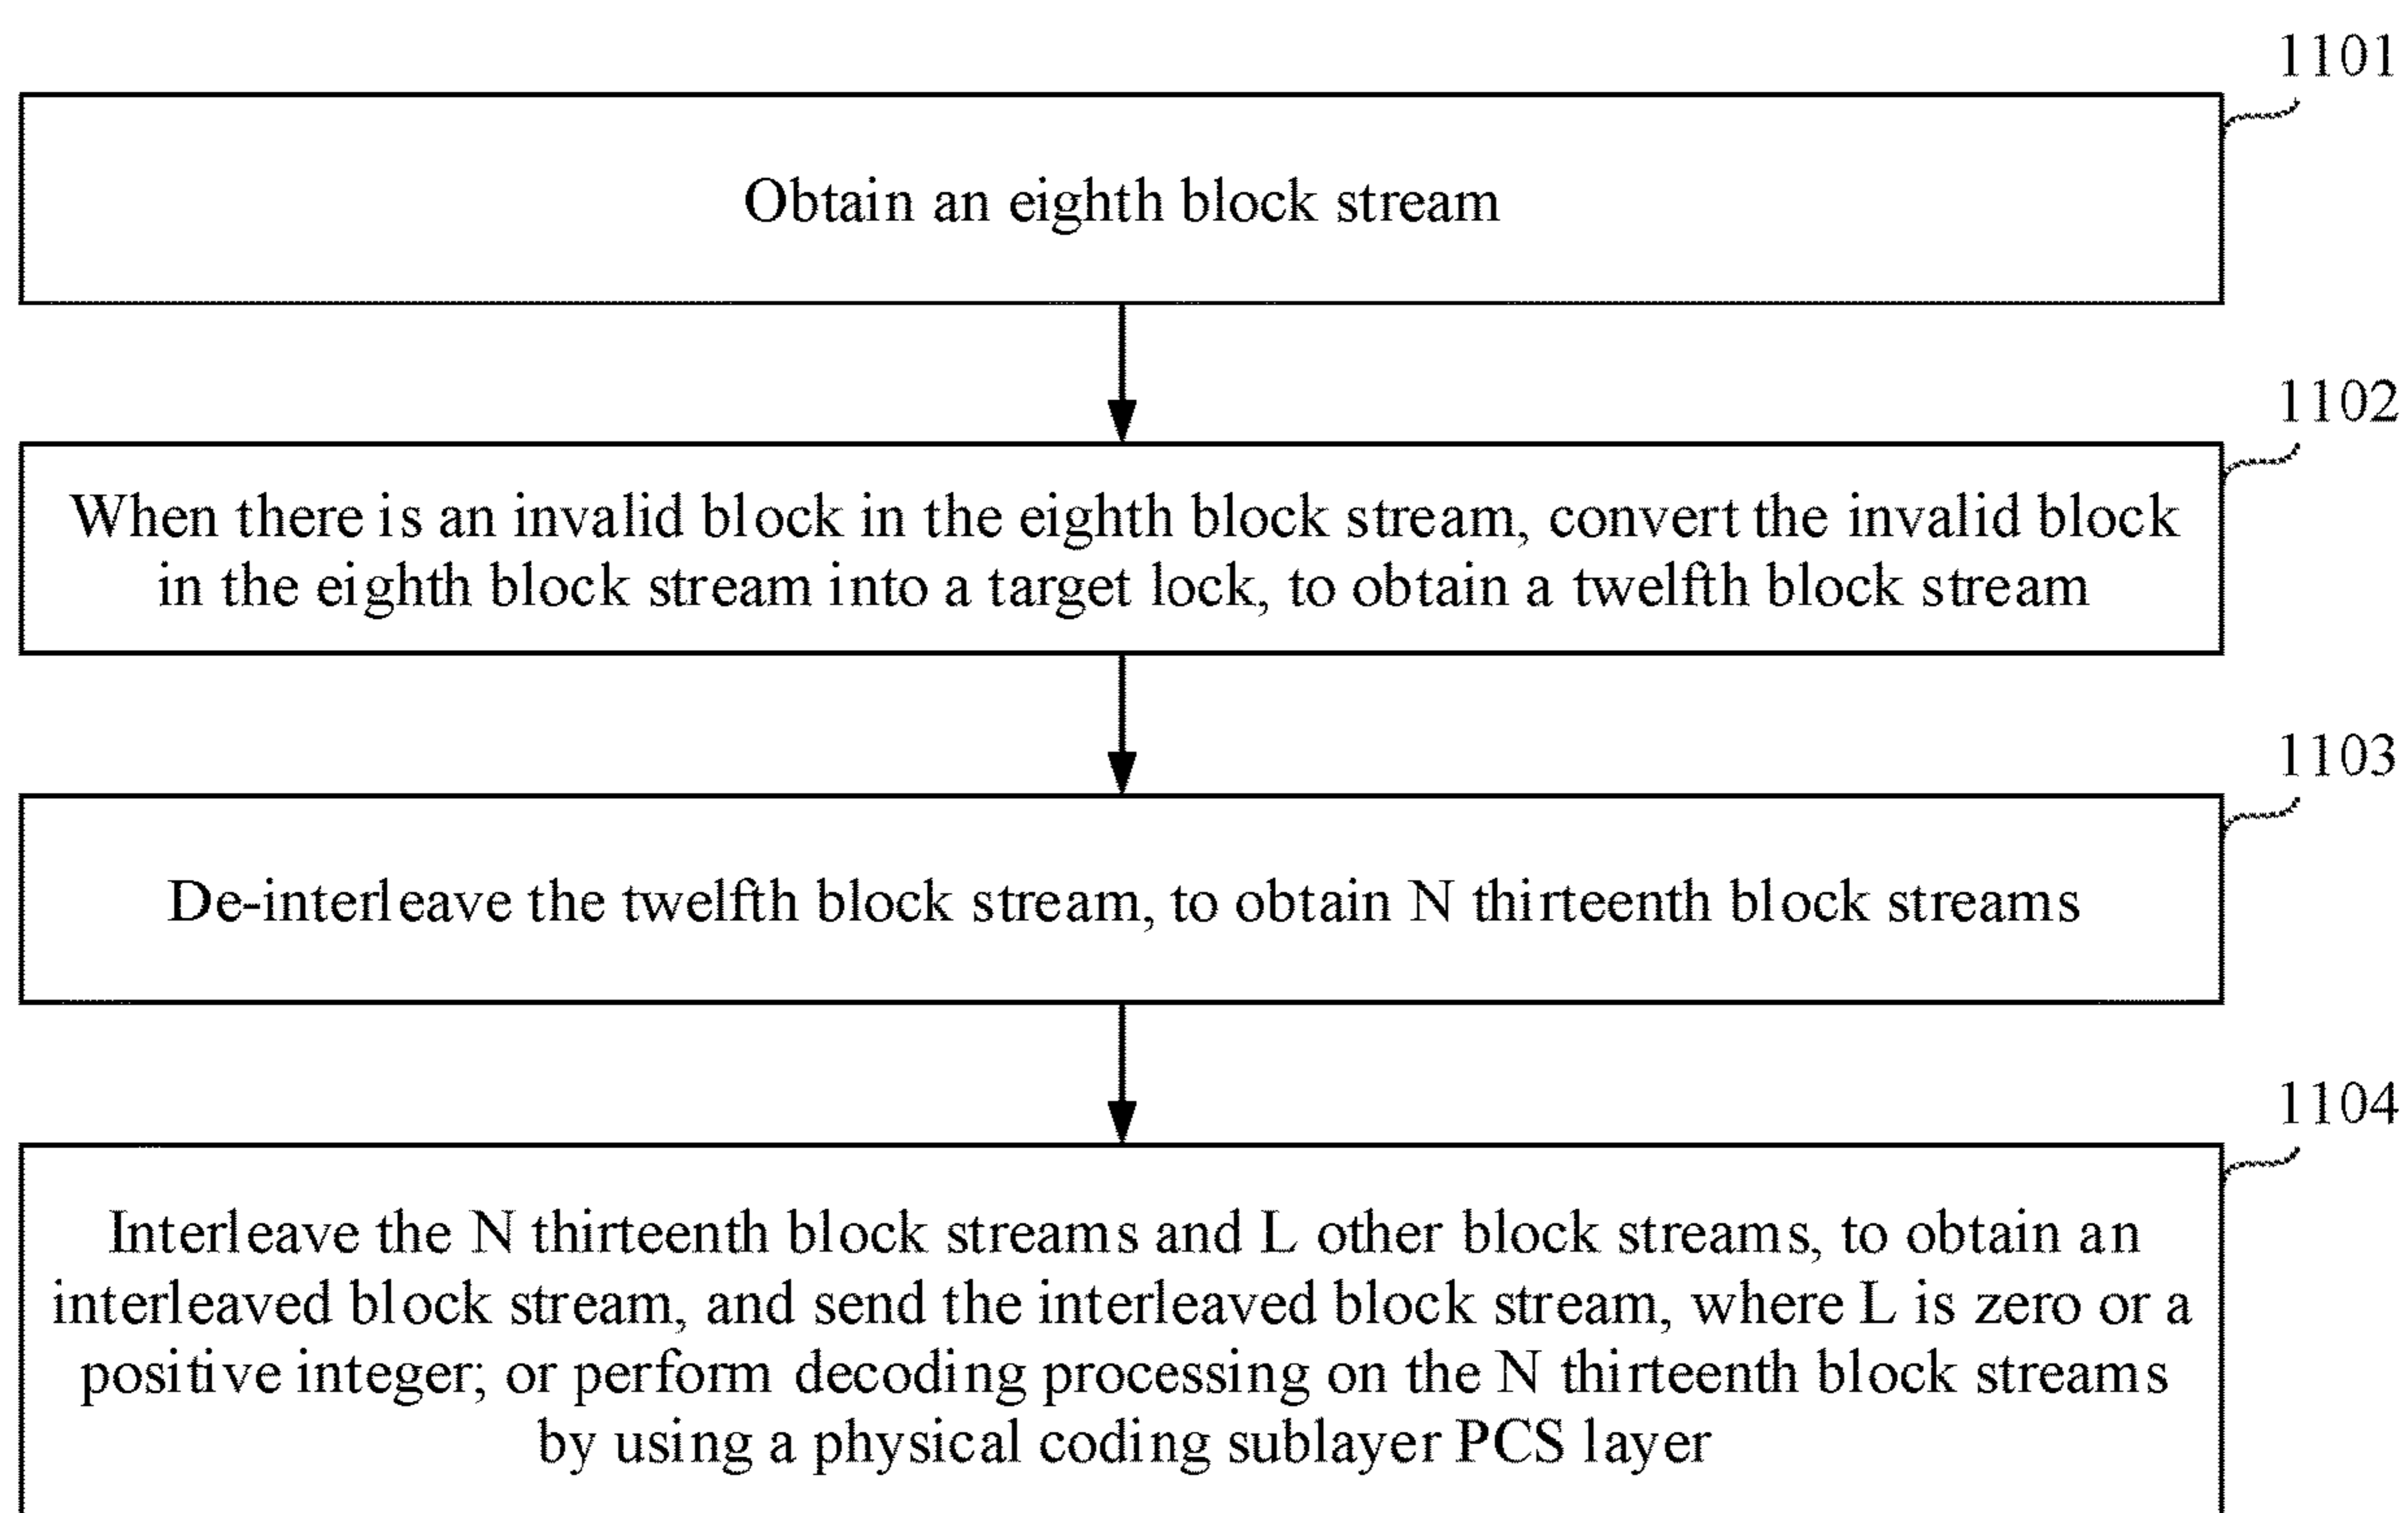 1101
Obtain an eighth block stream
1102
When there is an invalid block in the eighth block stream, convert the invalid block
in the eighth block stream into a target lock, to obtain a twelfth block stream
1103
De-interleave the twelfth block stream, to obtain N thirteenth block streams
1104
Interleave the N thirteenth block streams and L other block streams, to obtain an
interleaved block stream, and send the interleaved block stream, where L is zero or a
positive integer; or perform decoding processing on the N thirteenth block streams
by using a physical coding sublayer PCS layer